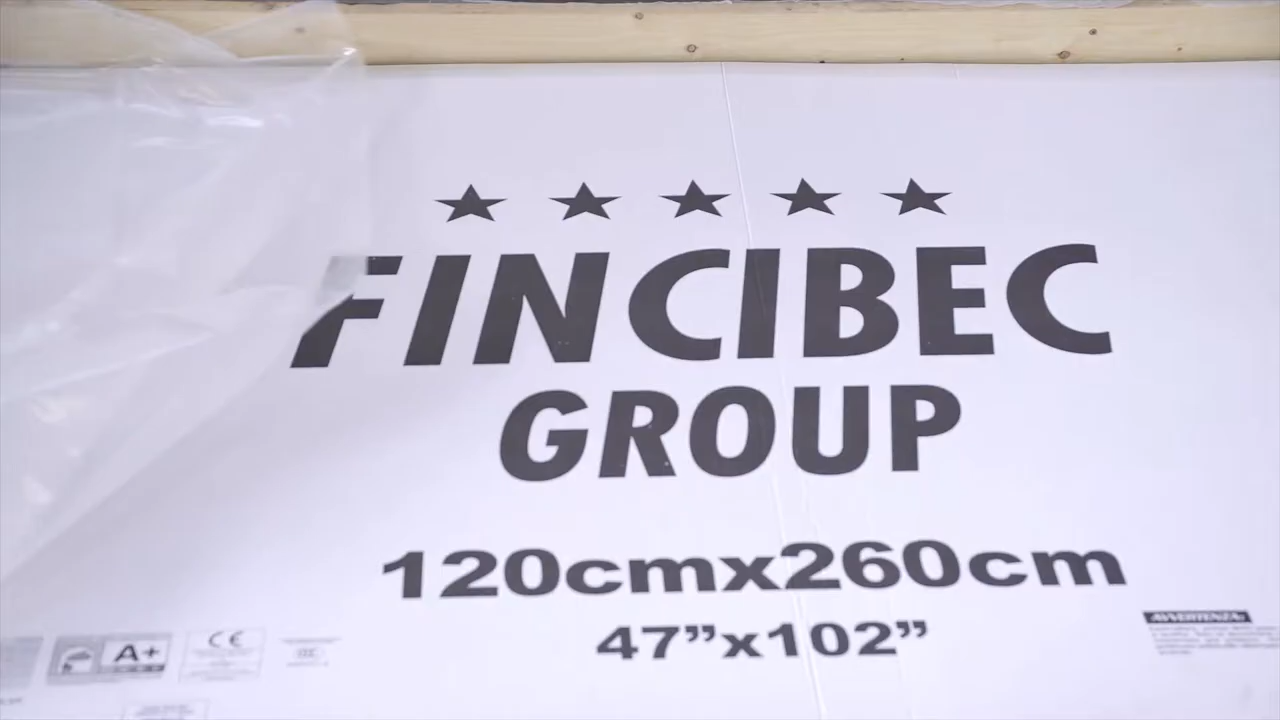 FINCIBEC
GROUP
120cmx260cm
47”x102”
AVVERTENZA:
A+
CE